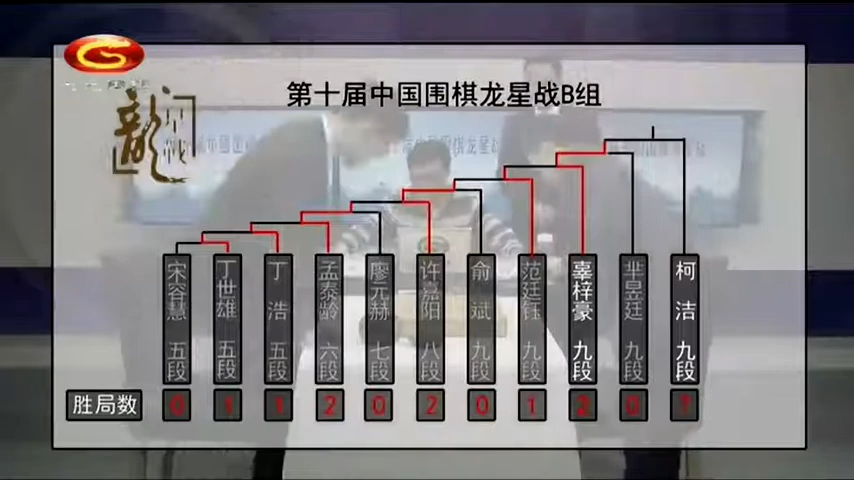 第十届中国围棋龙星战B组
宋容慧 五段
丁世雄 五段
丁浩 五段
孟泰龄 六段
廖元赫 七段
许嘉阳 八段
俞斌 九段
范廷钰 九段
辜梓豪 九段
芈昱廷 九段
柯洁 九段
胜局数 0 1 1 2 0 2 0 1 2 0 1